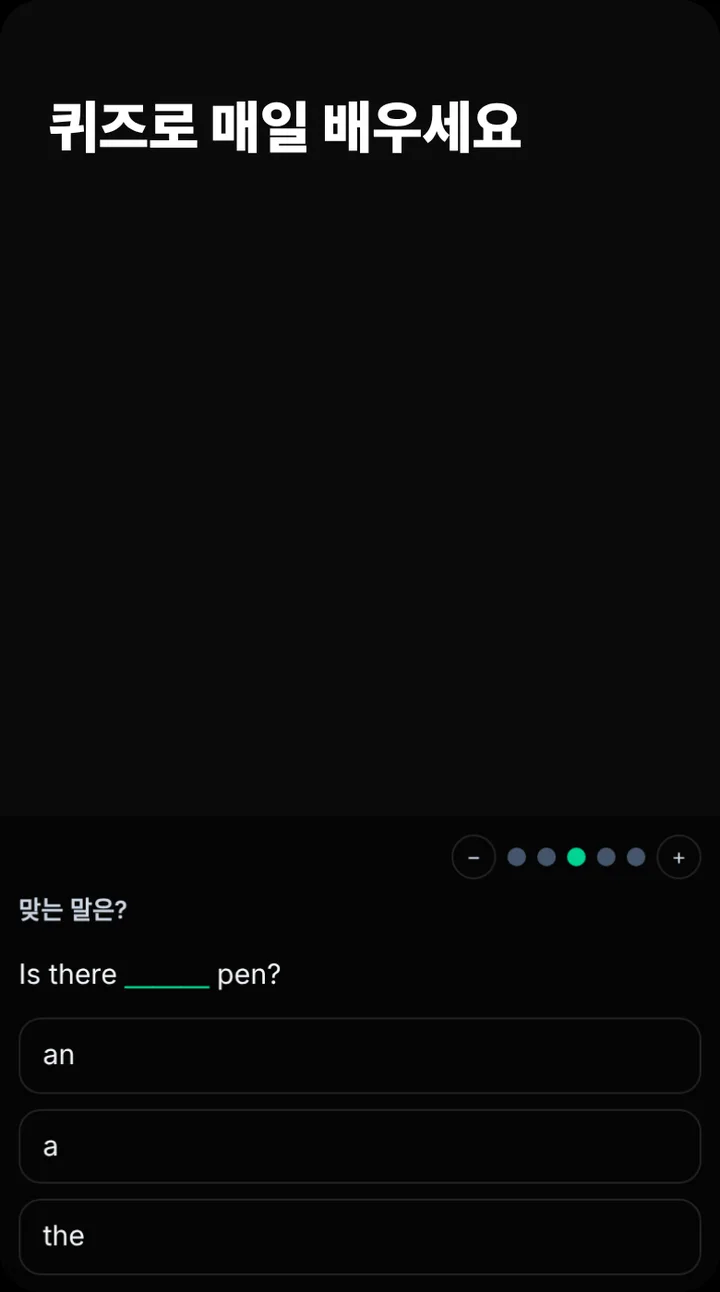 퀴즈로 매일 배우세요
− +
맞는 말은?
Is there ______ pen?
an
a
the